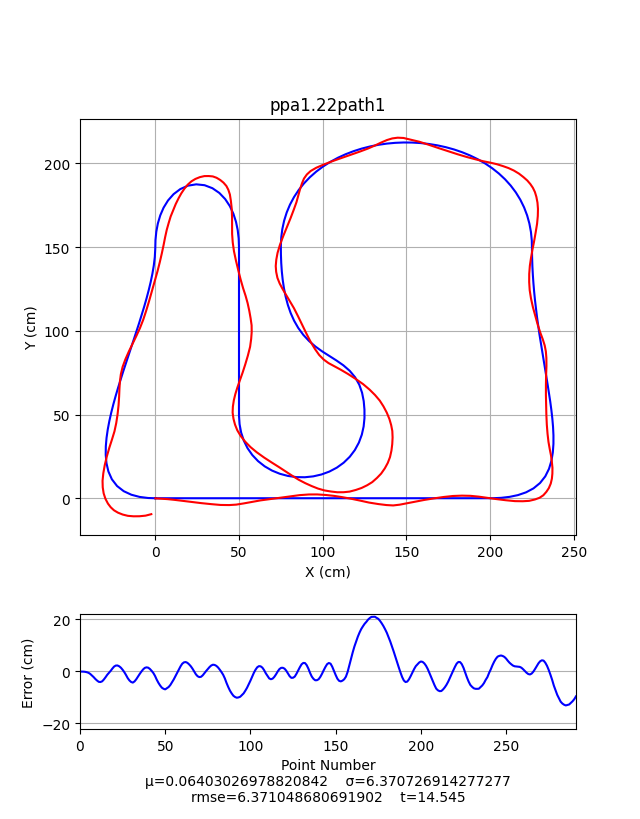 ppa1.22path1
200
150
100
50
0
Y (cm)
0 50 100 150 200 250
X (cm)
20
0
−20
Error (cm)
0 50 100 150 200 250
Point Number
μ=0.06403026978820842 σ=6.370726914277277
rmse=6.371048680691902 t=14.545